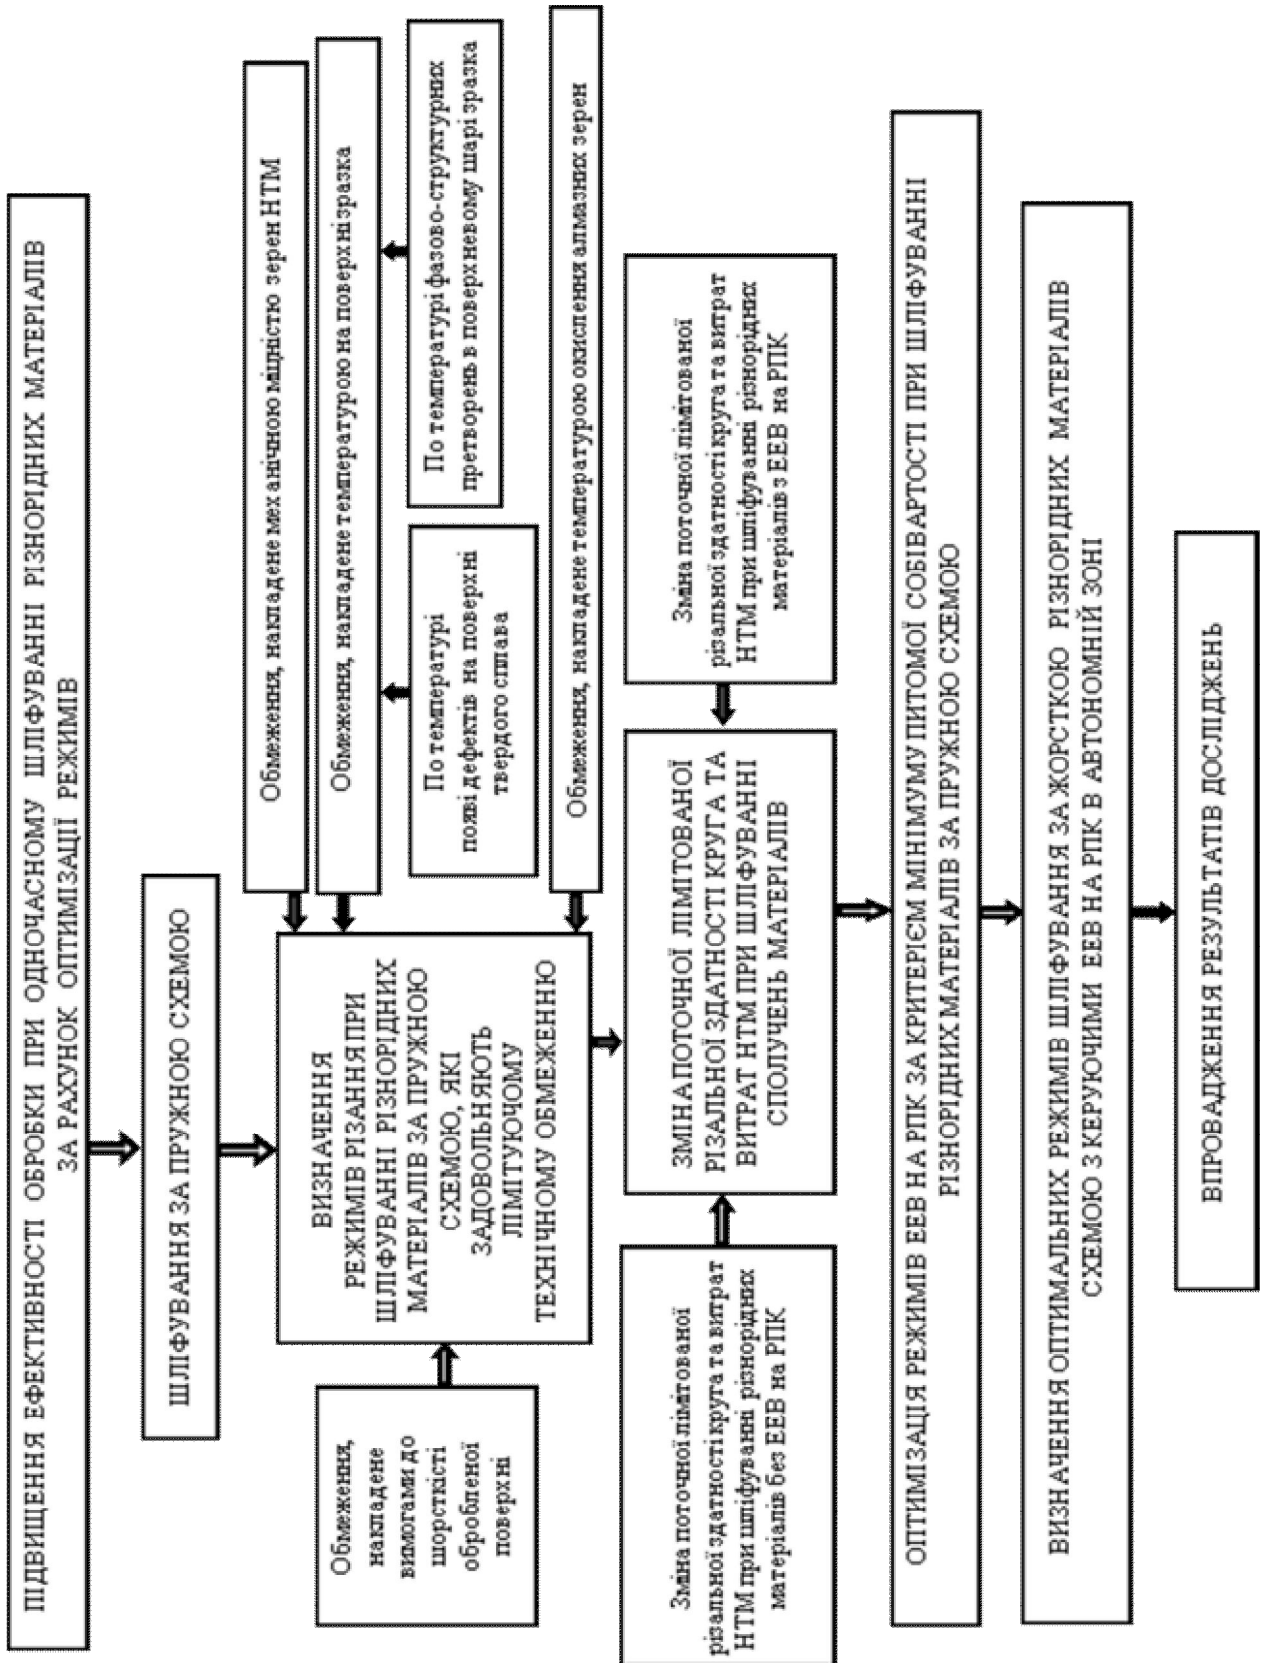 ПІДВИЩЕННЯ ЕФЕКТИВНОСТІ ОБРОБКИ ПРИ ОДНОЧАСНОМУ ШЛІФУВАННІ РІЗНОРІДНИХ МАТЕРІАЛІВ
ЗА РАХУНОК ОПТИМІЗАЦІЇ РЕЖИМІВ
ШЛІФУВАННЯ ЗА ПРУЖНОЮ СХЕМОЮ
Обмеження,
накладене
вимогами до
шорсткісті
обробленої
поверхні
ВИЗНАЧЕННЯ
РЕЖИМІВ РІЗАННЯ ПРИ
ШЛІФУВАННІ РІЗНОРІДНИХ
МАТЕРІАЛІВ ЗА ПРУЖНОЮ
СХЕМОЮ, ЯКІ
ЗАДОВОЛЬНЯЮТЬ
ЛІМІТУЮЧОМУ
ТЕХНІЧНОМУ ОБМЕЖЕННЮ
Обмеження, накладене механічною міцністю зерен НТМ
Обмеження, накладене температурою на поверхні зразка
По температурі
появі дефектів на поверхні
твердого сплава
По температурі фазово-структурних
претворень в поверхневому шарі зразка
Обмеження, накладене температурою окислення алмазних зерен
Зміна поточної лімітованої
різальної здатності круга та витрат
НТМ при шліфуванні різнорідних
матеріалів без ЕЕВ на РПК
ЗМІНА ПОТОЧНОЇ ЛІМІТОВАНОЇ
РІЗАЛЬНОЇ ЗДАТНОСТІ КРУГА ТА
ВИТРАТ НТМ ПРИ ШЛІФУВАННІ
СПОЛУЧЕНЬ МАТЕРІАЛІВ
Зміна поточної лімітованої
різальної здатності круга та витрат
НТМ при шліфуванні різнорідних
матеріалів з ЕЕВ на РПК
ОПТИМІЗАЦІЯ РЕЖИМІВ ЕЕВ НА РПК ЗА КРИТЕРІЄМ МІНІМУМУ ПИТОМОЇ СОБІВАРТОСТІ ПРИ ШЛІФУВАННІ
РІЗНОРІДНИХ МАТЕРІАЛІВ ЗА ПРУЖНОЮ СХЕМОЮ
ВИЗНАЧЕННЯ ОПТИМАЛЬНИХ РЕЖИМІВ ШЛІФУВАННЯ ЗА ЖОРСТКОЮ РІЗНОРІДНИХ МАТЕРІАЛІВ
СХЕМОЮ З КЕРУЮЧИМИ ЕЕВ НА РПК В АВТОНОМНІЙ ЗОНІ
ВПРОВАДЖЕННЯ РЕЗУЛЬТАТІВ ДОСЛІДЖЕНЬ